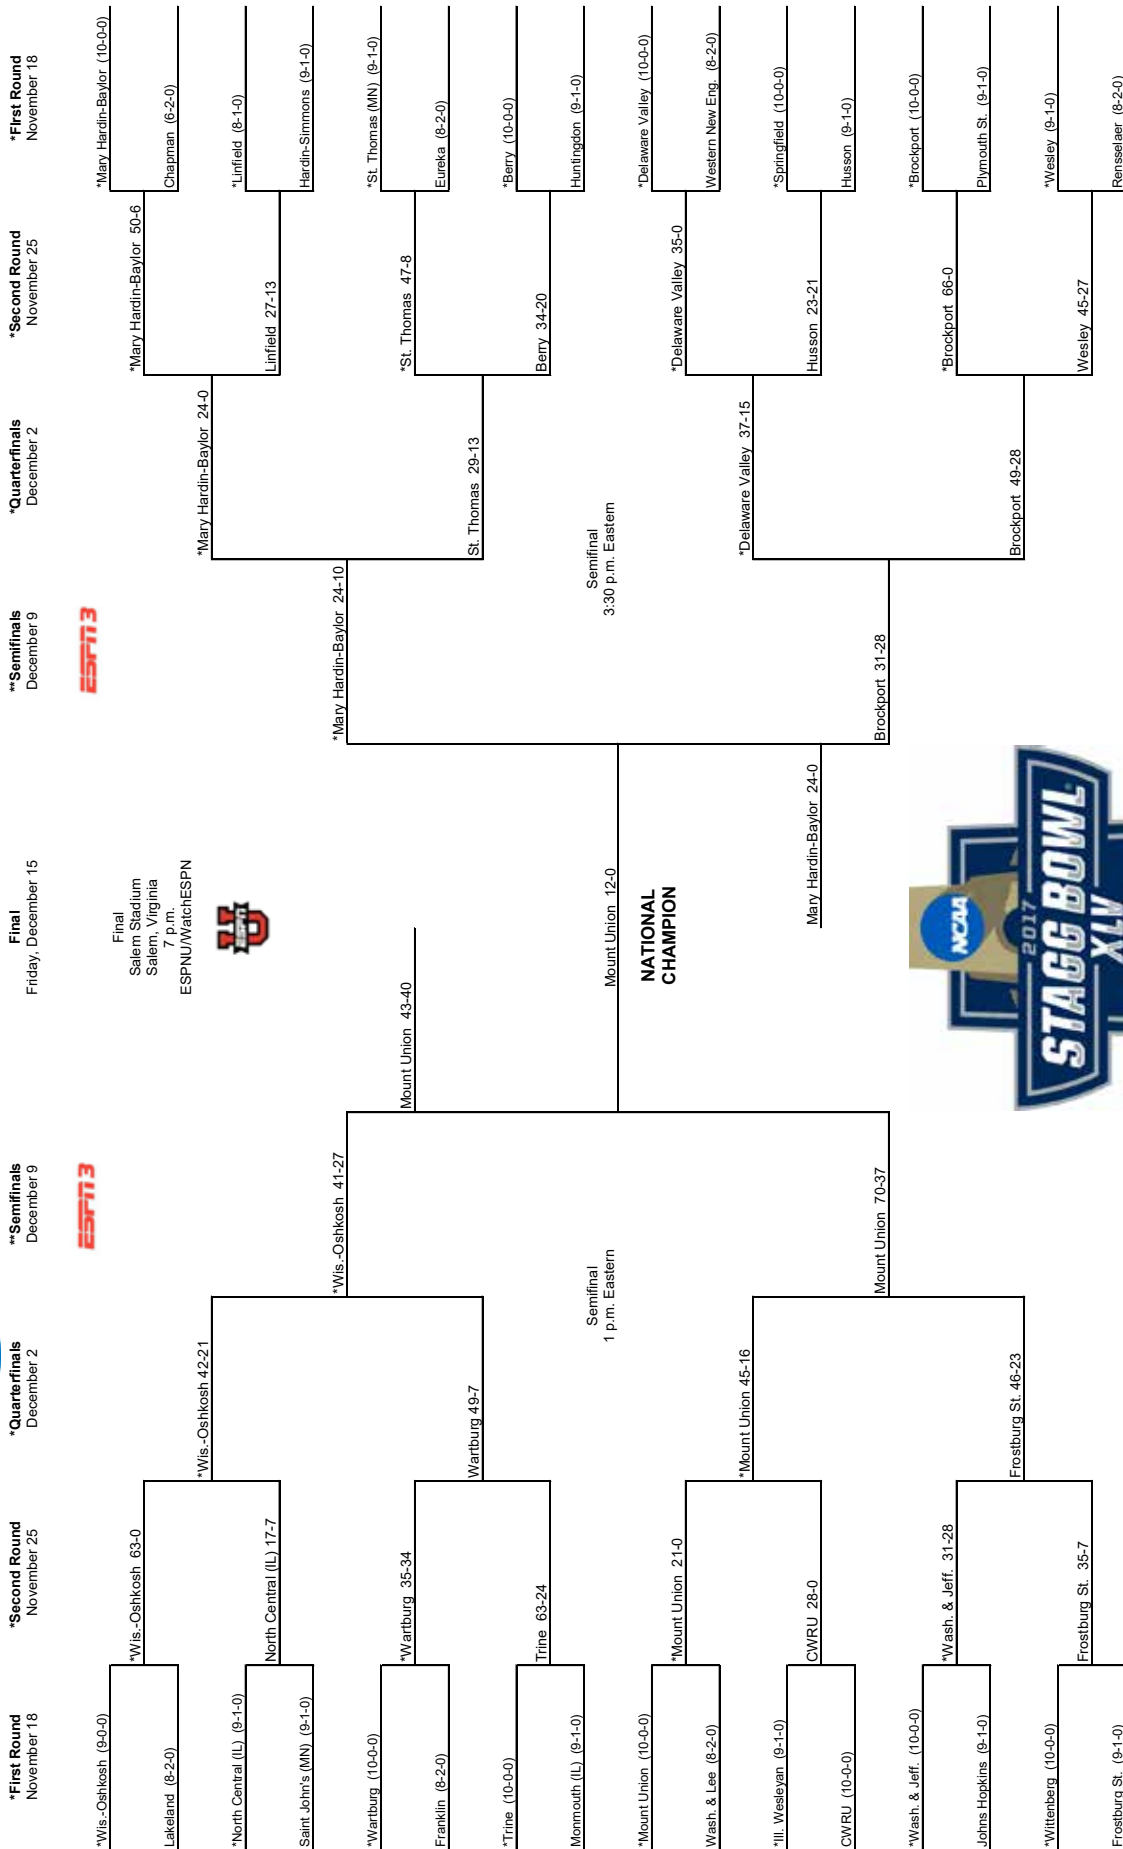 *First Round
November 18
*Second Round
November 25
*Quarterfinals
December 2
**Semifinals
December 9
Final
Friday, December 15
**Semifinals
December 9
*Quarterfinals
December 2
*Second Round
November 25
*First Round
November 18
ESPN3
ESPN3
Final
Salem Stadium
Salem, Virginia
7 p.m.
ESPNU/WatchESPN
ESPN
U
*Wis.-Oshkosh (9-0-0)
Lakeland (8-2-0)
*North Central (IL) (9-1-0)
Saint John's (MN) (9-1-0)
*Wartburg (10-0-0)
Franklin (8-2-0)
*Trine (10-0-0)
Monmouth (IL) (9-1-0)
*Mount Union (10-0-0)
Wash. & Lee (8-2-0)
*Ill. Wesleyan (9-1-0)
CWRU (10-0-0)
*Wash. & Jeff. (10-0-0)
Johns Hopkins (9-1-0)
*Wittenberg (10-0-0)
Frostburg St. (9-1-0)
*Wis.-Oshkosh 63-0
North Central (IL) 17-7
*Wartburg 35-34
Trine 63-24
*Mount Union 21-0
CWRU 28-0
*Wash. & Jeff. 31-28
Frostburg St. 35-7
*Wis.-Oshkosh 42-21
Wartburg 49-7
*Mount Union 45-16
Frostburg St. 46-23
*Wis.-Oshkosh 41-27
Semifinal
1 p.m. Eastern
Mount Union 70-37
Mount Union 43-40
Mount Union 12-0
NATIONAL
CHAMPION
Mary Hardin-Baylor 24-0
NCAA
2017
STAGG BOWL
XLV
*Mary Hardin-Baylor 24-10
Semifinal
3:30 p.m. Eastern
Brockport 31-28
*Mary Hardin-Baylor 24-0
St. Thomas 29-13
*Delaware Valley 37-15
Brockport 49-28
*Mary Hardin-Baylor 50-6
Linfield 27-13
*St. Thomas 47-8
Berry 34-20
*Delaware Valley 35-0
Husson 23-21
*Brockport 66-0
Wesley 45-27
*Mary Hardin-Baylor (10-0-0)
Chapman (6-2-0)
*Linfield (8-1-0)
Hardin-Simmons (9-1-0)
*St. Thomas (MN) (9-1-0)
Eureka (8-2-0)
*Berry (10-0-0)
Huntingdon (9-1-0)
*Delaware Valley (10-0-0)
Western New Eng. (8-2-0)
*Springfield (10-0-0)
Husson (9-1-0)
*Brockport (10-0-0)
Plymouth St. (9-1-0)
*Wesley (9-1-0)
Rensselaer (8-2-0)